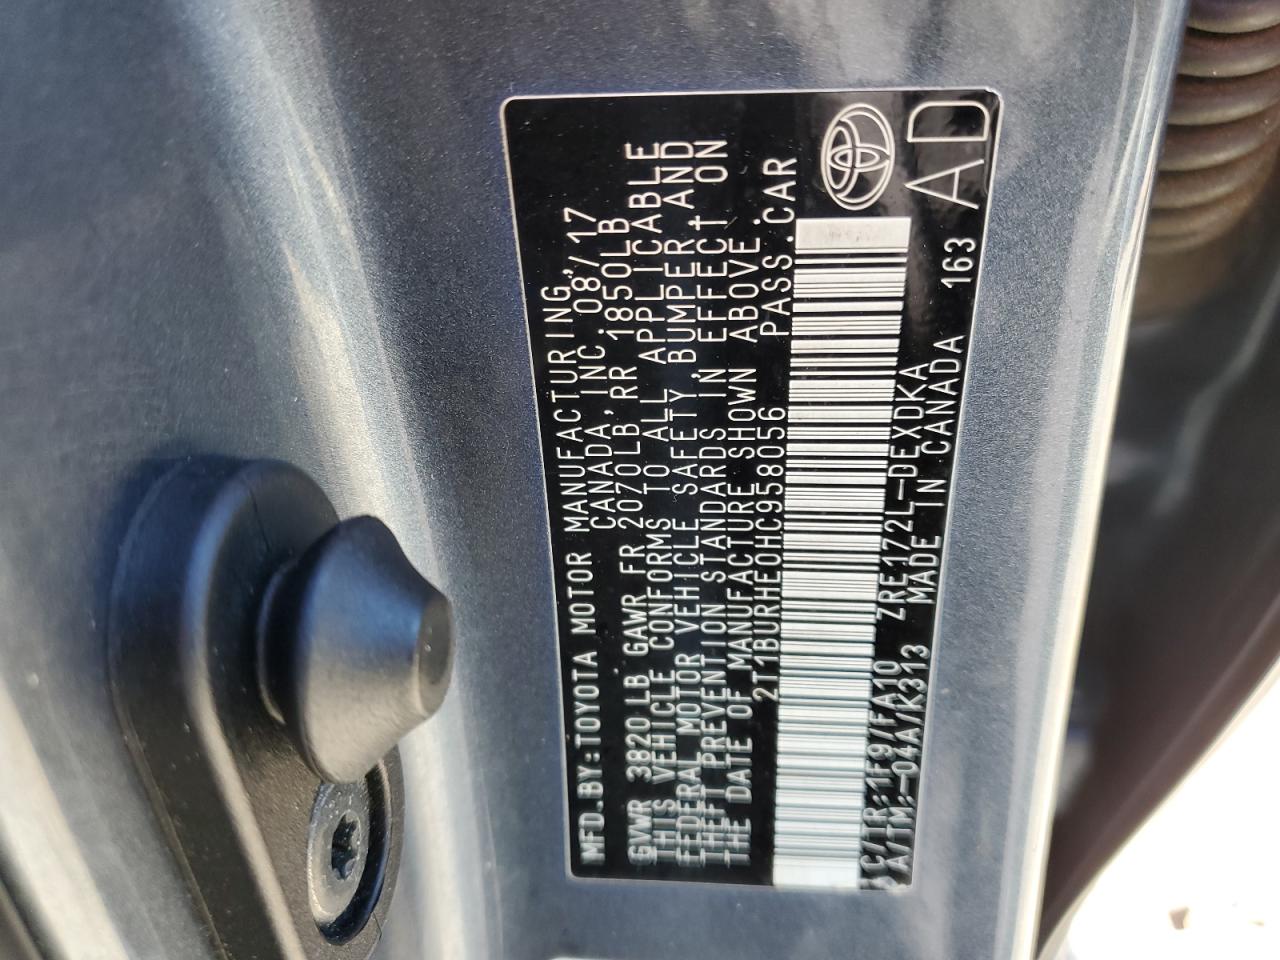 MFD.BY:TOYOTA MOTOR MANUFACTURING,
CANADA,INC. 08/17
GVWR 3820 LB GAWR FR 2070LB RR 1850LB
THIS VEHICLE CONFORMS TO ALL APPLICABLE
FEDERAL MOTOR VEHICLE SAFETY,BUMPER,AND
THEFT PREVENTION STANDARDS IN EFFECT ON
THE DATE OF MANUFACTURE SHOWN ABOVE.
2T1BURHE0HC958056 PASS.CAR
C/TR:1F9/FA10 ZRE172L-DEXDKA
A/TM:-04A/K313 MADE IN CANADA 163
AD